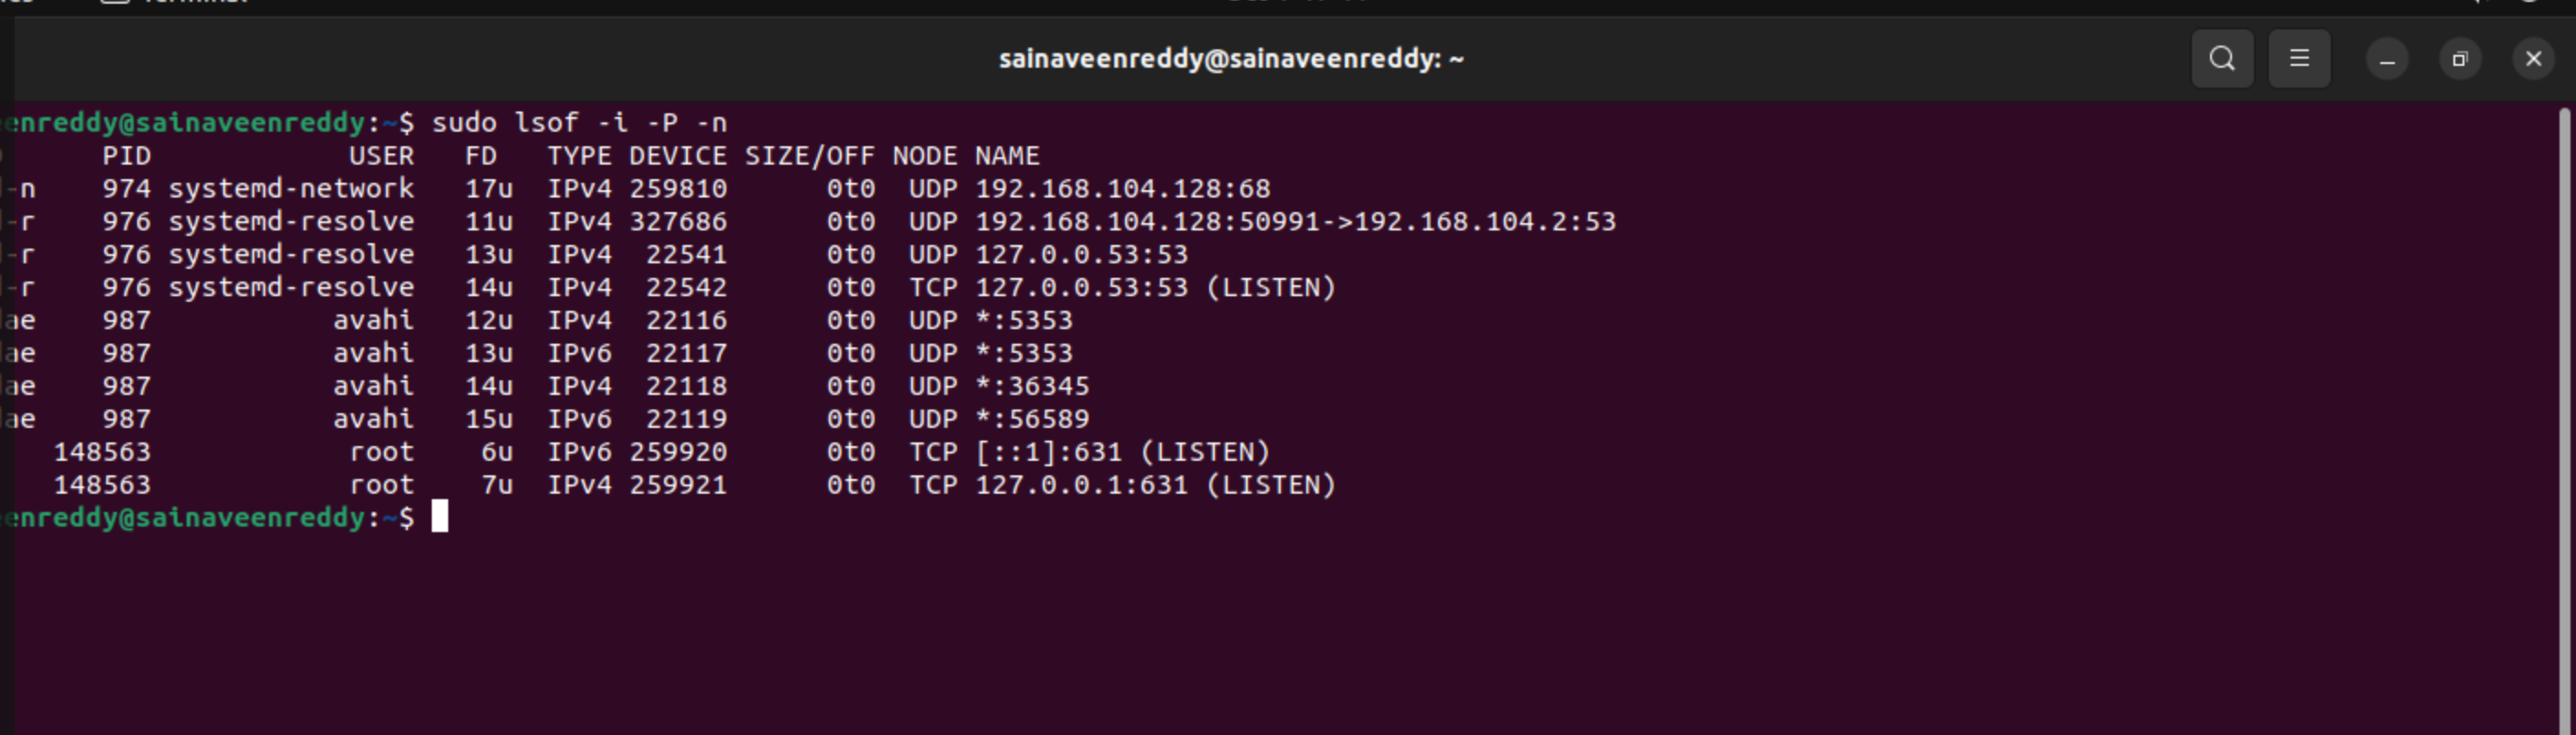 sainaveenreddy@sainaveenreddy: ~
enreddy@sainaveenreddy:~$ sudo lsof -i -P -n
PID USER FD TYPE DEVICE SIZE/OFF NODE NAME
-n 974 systemd-network 17u IPv4 259810 0t0 UDP 192.168.104.128:68
-r 976 systemd-resolve 11u IPv4 327686 0t0 UDP 192.168.104.128:50991->192.168.104.2:53
-r 976 systemd-resolve 13u IPv4 22541 0t0 UDP 127.0.0.53:53
-r 976 systemd-resolve 14u IPv4 22542 0t0 TCP 127.0.0.53:53 (LISTEN)
ae 987 avahi 12u IPv4 22116 0t0 UDP *:5353
ae 987 avahi 13u IPv6 22117 0t0 UDP *:5353
ae 987 avahi 14u IPv4 22118 0t0 UDP *:36345
ae 987 avahi 15u IPv6 22119 0t0 UDP *:56589
148563 root 6u IPv6 259920 0t0 TCP [::1]:631 (LISTEN)
148563 root 7u IPv4 259921 0t0 TCP 127.0.0.1:631 (LISTEN)
enreddy@sainaveenreddy:~$